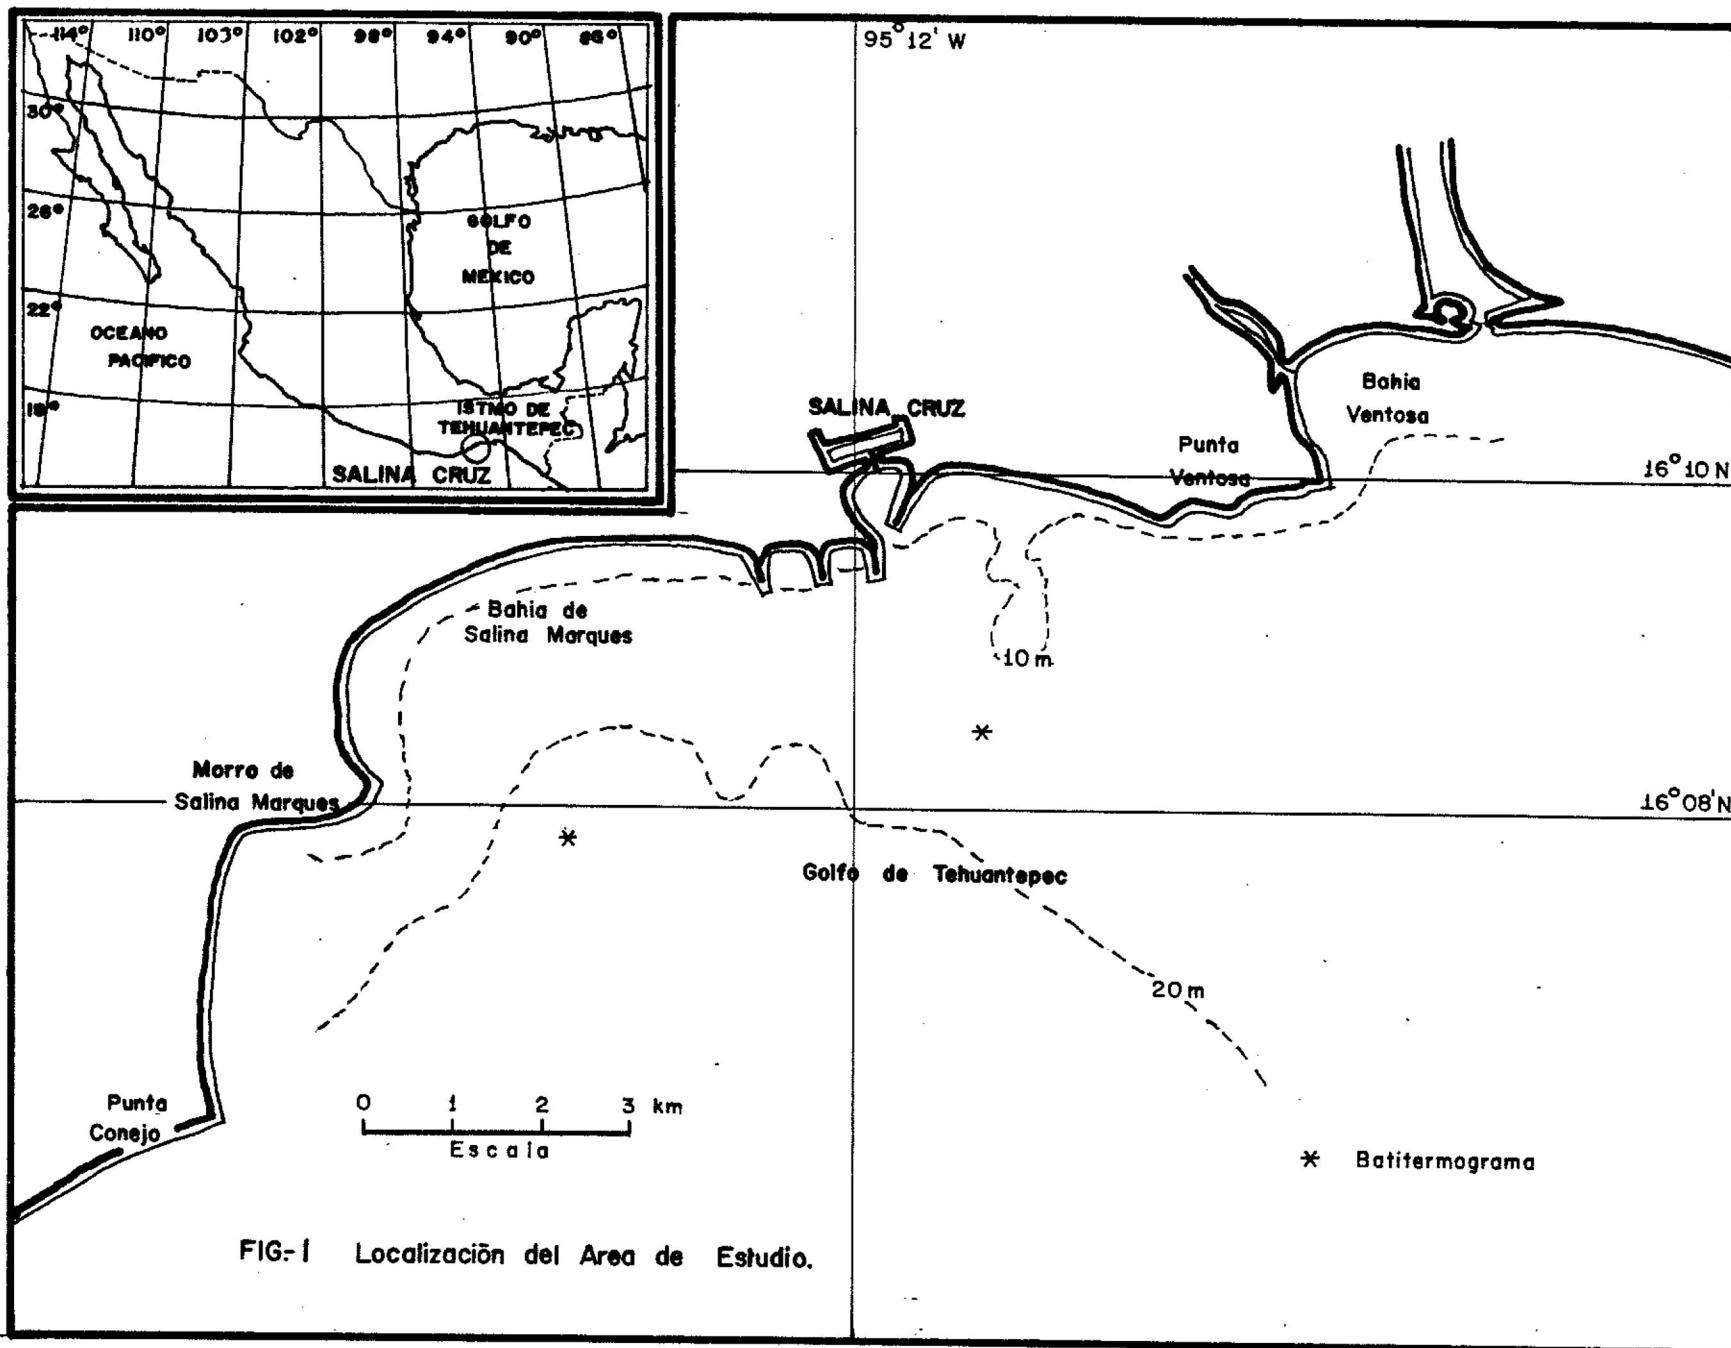 114° 110° 103° 102° 98° 94° 90° 86°
30°
26°
22°
18°
GOLFO
DE
MEXICO
OCEANO
PACIFICO
ISTMO DE
TEHUANTEPEC
SALINA CRUZ
95°12' W
Bahia
Ventosa
SALINA CRUZ
Punta
Ventosa
16°10 N
Bahia de
Salina Marques
10 m
Morro de
Salina Marques
16°08'N
Golfo de Tehuantepec
20 m
Punta
Conejo
0 1 2 3 km
Escala
* Batitermograma
FIG.-1 Localización del Area de Estudio.